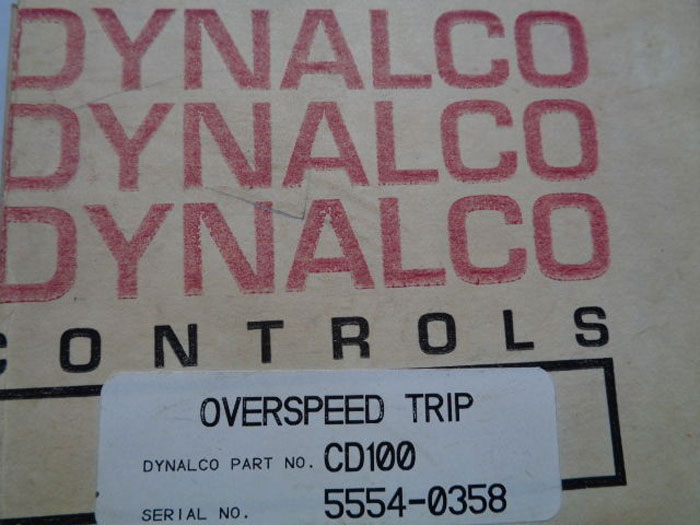 DYNALCO
DYNALCO
DYNALCO
CONTROLS
OVERSPEED TRIP
DYNALCO PART NO. CD100
SERIAL NO. 5554-0358